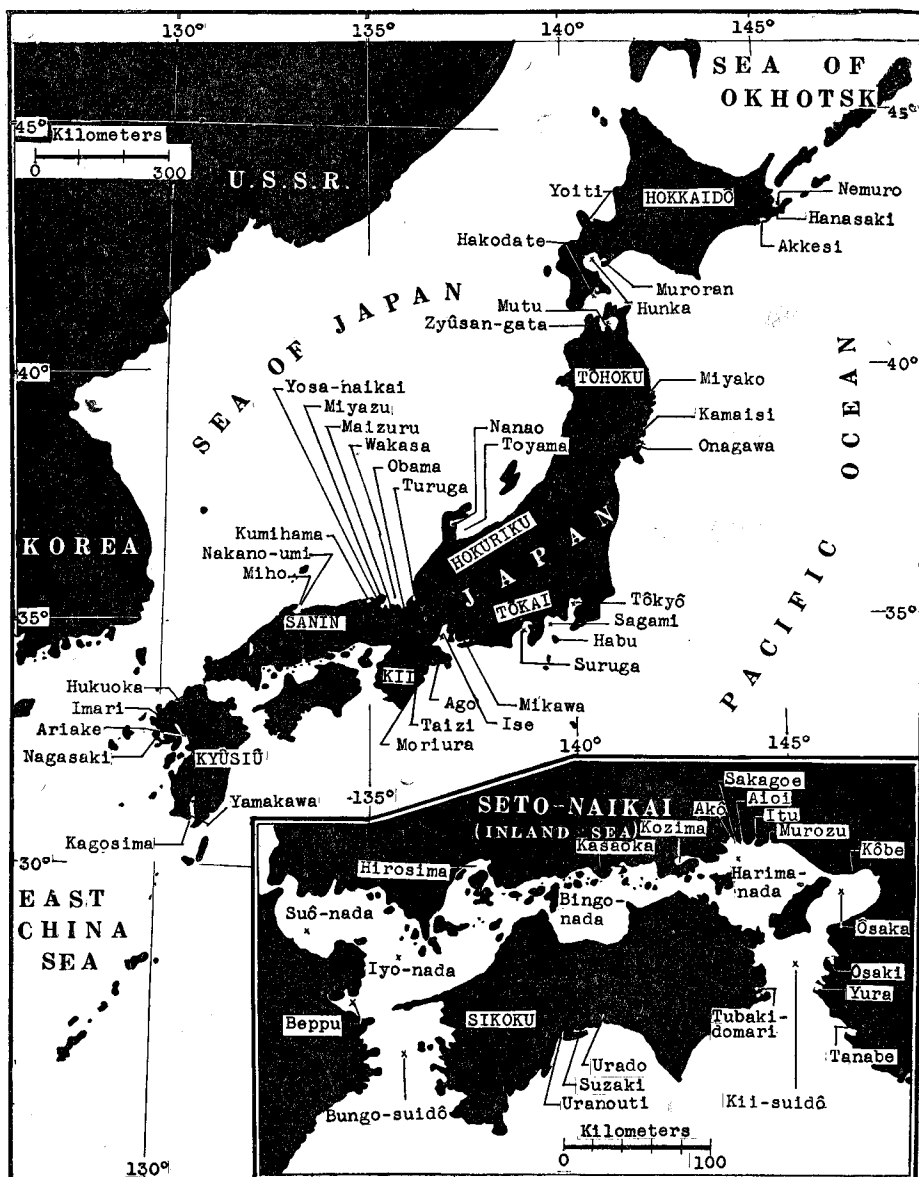 130°
135°
140°
145°
SEA OF
OKHOTSK
45°
45°
Kilometers
0 300
U.S.S.R.
Yoiti
HOKKAIDÔ
Nemuro
Hanasaki
Akkesi
Hakodate
Muroran
Hunka
Mutu
Zyûsan-gata
SEA OF JAPAN
40°
40°
TÔHOKU
Miyako
Kamaisi
Onagawa
PACIFIC OCEAN
Yosa-naikai
Miyazu
Maizuru
Wakasa
Obama
Turuga
Nanao
Toyama
KOREA
Kumihama
Nakano-umi
Miho
HOKURIKU
JAPAN
TÔKAI
SANIN
KII
35°
35°
Tôkyô
Sagami
Habu
Suruga
Mikawa
Ise
Ago
Taizi
Moriura
Hukuoka
Imari
Ariake
Nagasaki
KYÛSIÛ
Yamakawa
Kagosima
30°
135°
140°
145°
EAST
CHINA
SEA
130°
SETO-NAIKAI
(INLAND SEA)
Sakagoe
Aioi
Akô
Itu
Murozu
Kozima
Kasaoka
Kôbe
Hirosima
Harima-
nada
Bingo-
nada
Suô-nada
Iyo-nada
Ôsaka
Ôsaki
Yura
Beppu
SIKOKU
Tubaki-
domari
Tanabe
Urado
Suzaki
Uranouti
Bungo-suidô
Kii-suidô
Kilometers
0 100